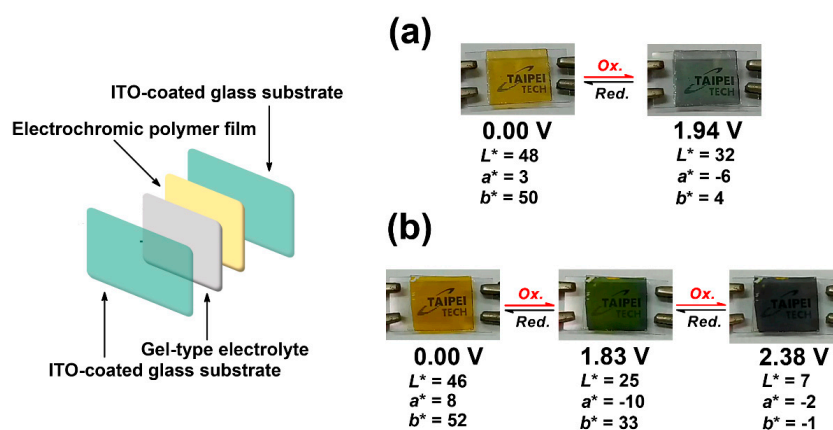 ITO-coated glass substrate
Electrochromic polymer film
Gel-type electrolyte
ITO-coated glass substrate
(a)
TAIPEI
TECH
Ox.
Red.
TAIPEI
TECH
0.00 V
L* = 48
a* = 3
b* = 50
1.94 V
L* = 32
a* = -6
b* = 4
(b)
TAIPEI
TECH
Ox.
Red.
TAIPEI
TECH
Ox.
Red.
TAIPEI
TECH
0.00 V
L* = 46
a* = 8
b* = 52
1.83 V
L* = 25
a* = -10
b* = 33
2.38 V
L* = 7
a* = -2
b* = -1